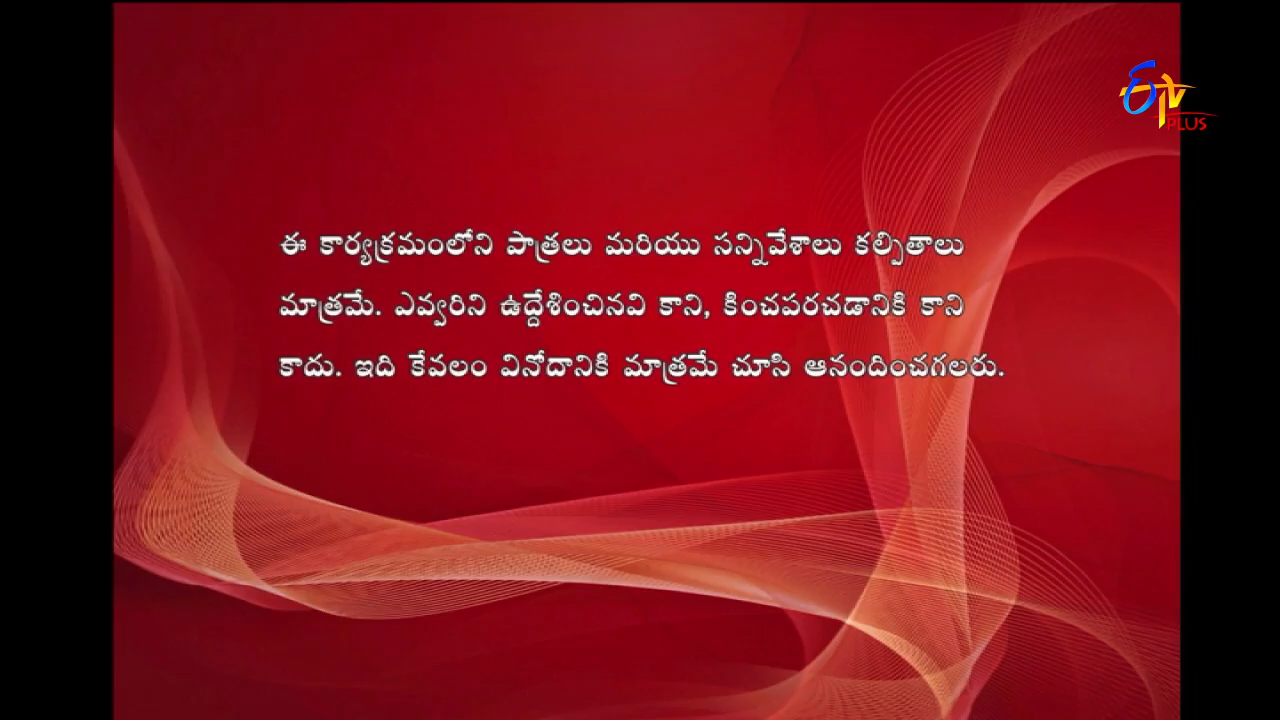 ETV
PLUS
ఈ కార్యక్రమంలోని పాత్రలు మరియు సన్నివేశాలు కల్పితాలు
మాత్రమే. ఎవ్వరిని ఉద్దేశించినవి కాని, కించపరచడానికి కాని
కాదు. ఇది కేవలం వినోదానికి మాత్రమే చూసి ఆనందించగలరు.